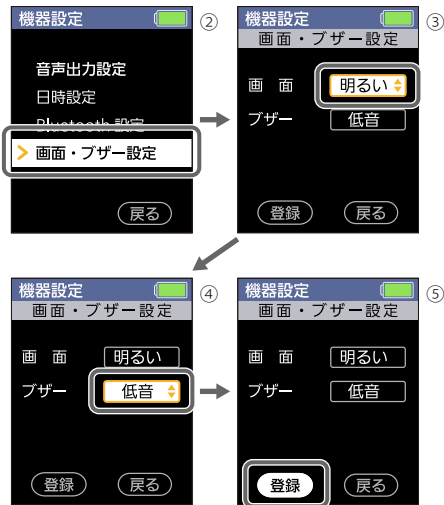 機器設定
②
音声出力設定
日時設定
Bluetooth 設定
> 画面・ブザー設定
戻る
機器設定
③
画面・ブザー設定
画 面 明るい
ブザー 低音
登録 戻る
機器設定
④
画面・ブザー設定
画 面 明るい
ブザー 低音
登録 戻る
機器設定
⑤
画面・ブザー設定
画 面 明るい
ブザー 低音
登録 戻る